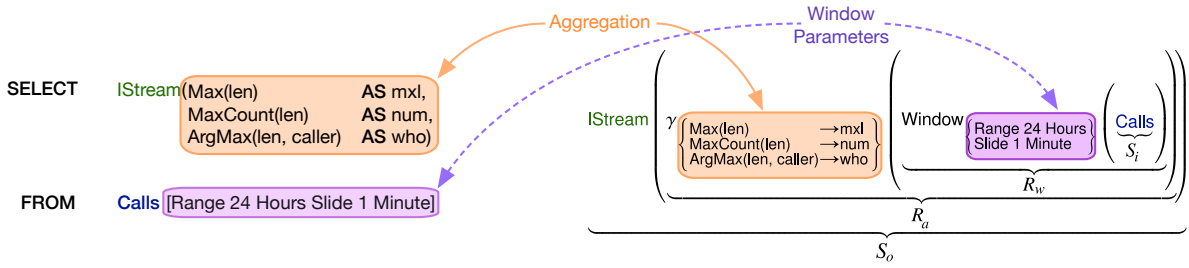 Aggregation
Window
Parameters
SELECT IStream(Max(len) AS mxl,
MaxCount(len) AS num,
ArgMax(len, caller) AS who)
FROM Calls [Range 24 Hours Slide 1 Minute]
IStream ( γ { Max(len) →mxl
MaxCount(len) →num
ArgMax(len, caller)→who } ( Window { Range 24 Hours
Slide 1 Minute } ( Calls ) ) )
S_i
R_w
R_a
S_o